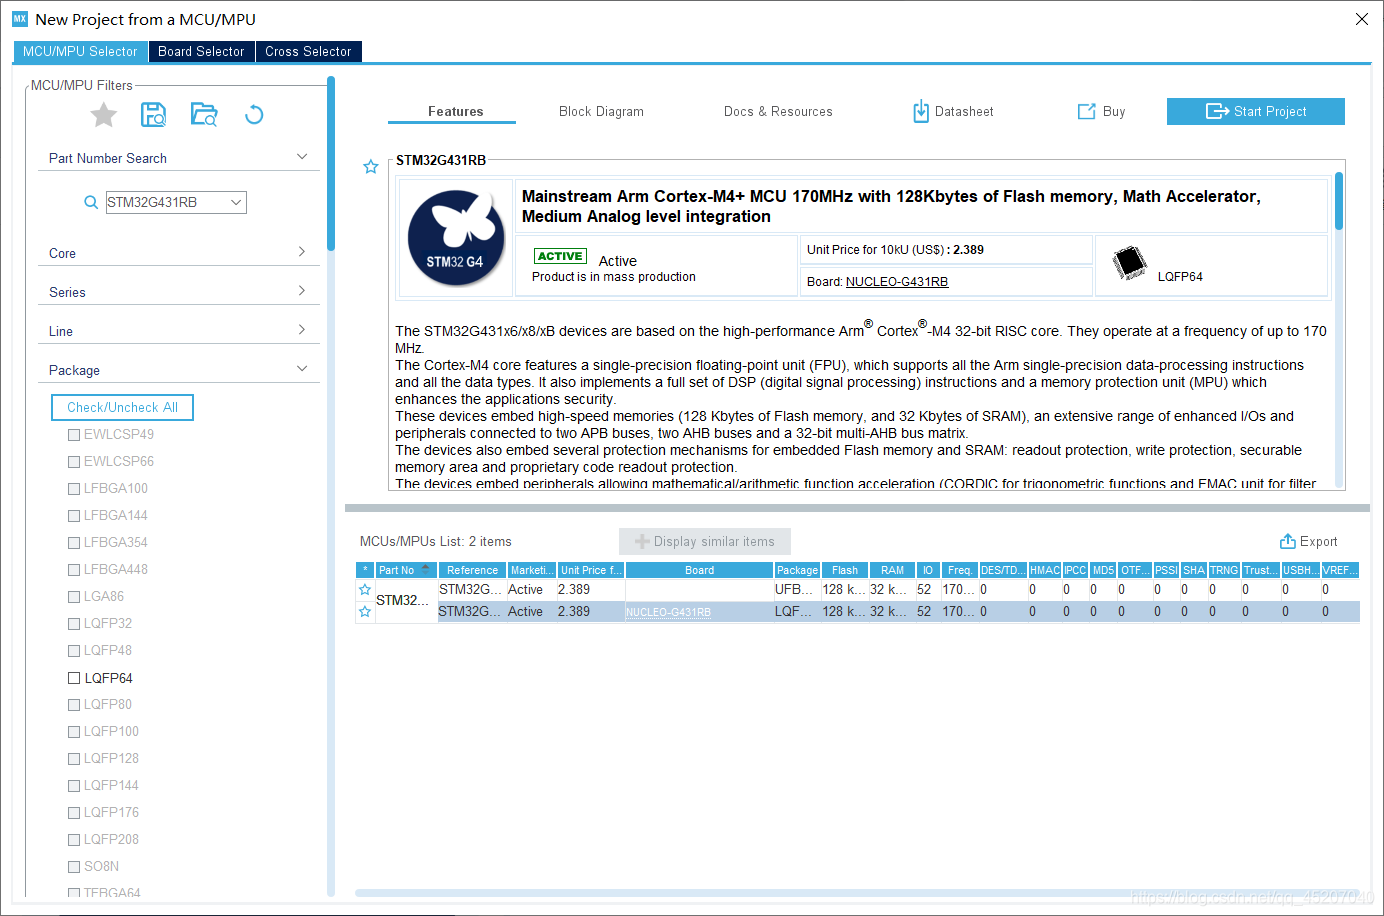 MX New Project from a MCU/MPU
MCU/MPU Selector Board Selector Cross Selector
MCU/MPU Filters
Part Number Search
STM32G431RB
Core
Series
Line
Package
Check/Uncheck All
EWLCSP49
EWLCSP66
LFBGA100
LFBGA144
LFBGA354
LFBGA448
LGA86
LQFP32
LQFP48
LQFP64
LQFP80
LQFP100
LQFP128
LQFP144
LQFP176
LQFP208
SO8N
TFBGA64
Features Block Diagram Docs & Resources Datasheet Buy Start Project
STM32G431RB
STM32 G4
Mainstream Arm Cortex-M4+ MCU 170MHz with 128Kbytes of Flash memory, Math Accelerator,
Medium Analog level integration
ACTIVE Active
Product is in mass production
Unit Price for 10kU (US$) : 2.389
Board: NUCLEO-G431RB
LQFP64
The STM32G431x6/x8/xB devices are based on the high-performance Arm® Cortex®-M4 32-bit RISC core. They operate at a frequency of up to 170
MHz.
The Cortex-M4 core features a single-precision floating-point unit (FPU), which supports all the Arm single-precision data-processing instructions
and all the data types. It also implements a full set of DSP (digital signal processing) instructions and a memory protection unit (MPU) which
enhances the applications security.
These devices embed high-speed memories (128 Kbytes of Flash memory, and 32 Kbytes of SRAM), an extensive range of enhanced I/Os and
peripherals connected to two APB buses, two AHB buses and a 32-bit multi-AHB bus matrix.
The devices also embed several protection mechanisms for embedded Flash memory and SRAM: readout protection, write protection, securable
memory area and proprietary code readout protection.
The devices embed peripherals allowing mathematical/arithmetic function acceleration (CORDIC for trigonometric functions and FMAC unit for filter
MCUs/MPUs List: 2 items Display similar items Export
* Part No Reference Marketi... Unit Price f... Board Package Flash RAM IO Freq. DES/TD... HMAC IPCC MD5 OTF... PSSI SHA TRNG Trust... USBH... VREF...
STM32G... Active 2.389 UFB... 128 k... 32 k... 52 170... 0 0 0 0 0 0 0 0 0 0 0
STM32...
STM32G... Active 2.389 NUCLEO-G431RB LQF... 128 k... 32 k... 52 170... 0 0 0 0 0 0 0 0 0 0 0
https://blog.csdn.net/qq_45207040